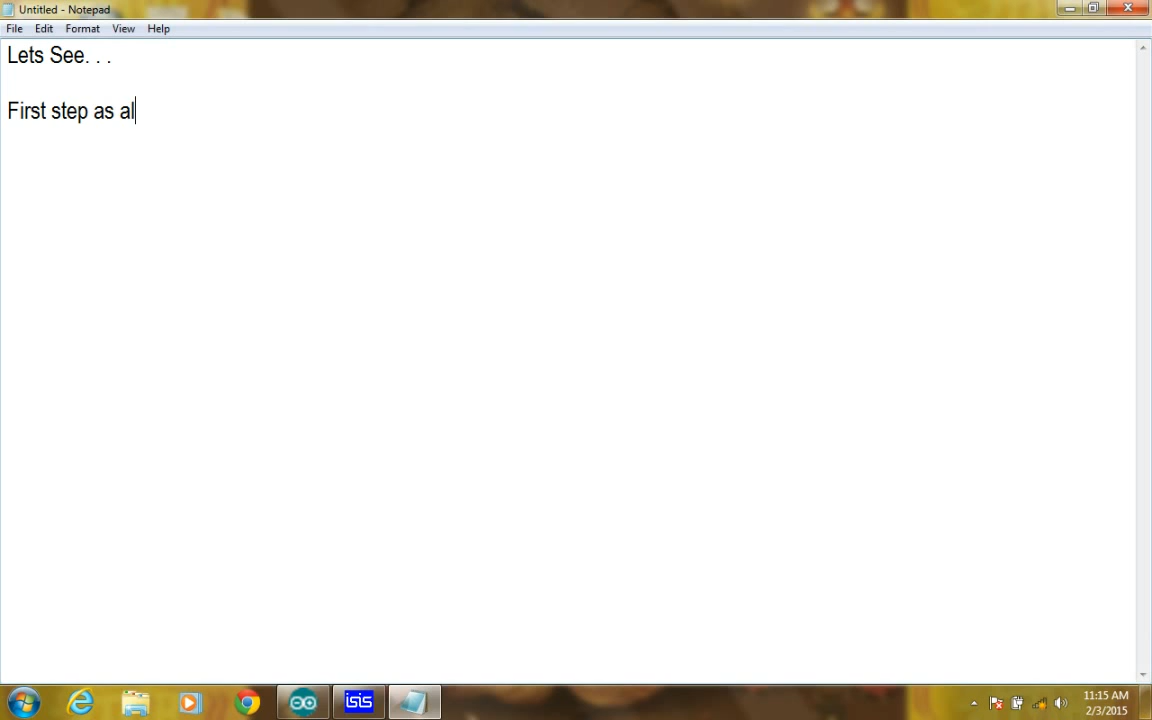 Untitled - Notepad
File Edit Format View Help
Lets See. . .
First step as al
isis
11:15 AM
2/3/2015